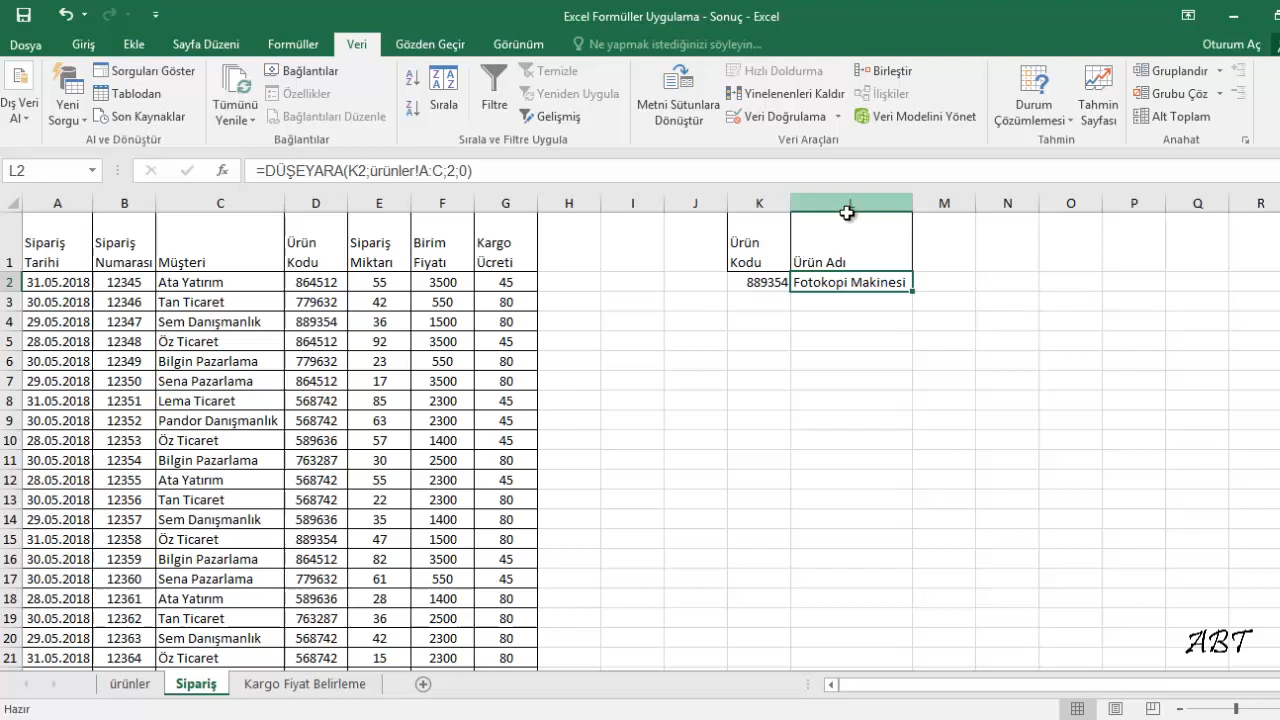 Excel Formüller Uygulama - Sonuç - Excel
Dosya Giriş Ekle Sayfa Düzeni Formüller Veri Gözden Geçir Görünüm Ne yapmak istediğinizi söyleyin... Oturum Aç
Dış Veri Al
Yeni Sorgu
Sorguları Göster
Tablodan
Son Kaynaklar
Al ve Dönüştür
Tümünü Yenile
Bağlantılar
Özellikler
Bağlantıları Düzenle
Bağlantılar
Sırala
Filtre
Temizle
Yeniden Uygula
Gelişmiş
Sırala ve Filtre Uygula
Metni Sütunlara Dönüştür
Hızlı Doldurma
Yinelenenleri Kaldır
Veri Doğrulama
Birleştir
İlişkiler
Veri Modelini Yönet
Veri Araçları
Durum Çözümlemesi
Tahmin Sayfası
Tahmin
Gruplandır
Grubu Çöz
Alt Toplam
Anahat
L2 fx =DÜŞEYARA(K2;ürünler!A:C;2;0)
A B C D E F G H I J K L M N O P Q R
1 Sipariş Tarihi Sipariş Numarası Müşteri Ürün Kodu Sipariş Miktarı Birim Fiyatı Kargo Ücreti Ürün Kodu Ürün Adı
2 31.05.2018 12345 Ata Yatırım 864512 55 3500 45 889354 Fotokopi Makinesi
3 30.05.2018 12346 Tan Ticaret 779632 42 550 80
4 29.05.2018 12347 Sem Danışmanlık 889354 36 1500 80
5 28.05.2018 12348 Öz Ticaret 864512 92 3500 80
6 30.05.2018 12349 Bilgin Pazarlama 779632 23 550 80
7 29.05.2018 12350 Sena Pazarlama 864512 17 3500 80
8 31.05.2018 12351 Lema Ticaret 568742 85 2300 45
9 30.05.2018 12352 Pandor Danışmanlık 568742 63 2300 45
10 28.05.2018 12353 Öz Ticaret 589636 57 1400 45
11 30.05.2018 12354 Bilgin Pazarlama 763287 30 2500 80
12 28.05.2018 12355 Ata Yatırım 568742 55 2300 45
13 30.05.2018 12356 Tan Ticaret 568742 22 2300 80
14 29.05.2018 12357 Sem Danışmanlık 589636 35 1400 80
15 31.05.2018 12358 Öz Ticaret 889354 47 1500 80
16 30.05.2018 12359 Bilgin Pazarlama 864512 82 3500 45
17 30.05.2018 12360 Sena Pazarlama 779632 61 550 45
18 28.05.2018 12361 Ata Yatırım 589636 28 1400 80
19 30.05.2018 12362 Tan Ticaret 763287 36 2500 80
20 29.05.2018 12363 Sem Danışmanlık 568742 42 2300 80
21 31.05.2018 12364 Öz Ticaret 568742 15 2300 80
ABT
ürünler Sipariş Kargo Fiyat Belirleme
Hazır